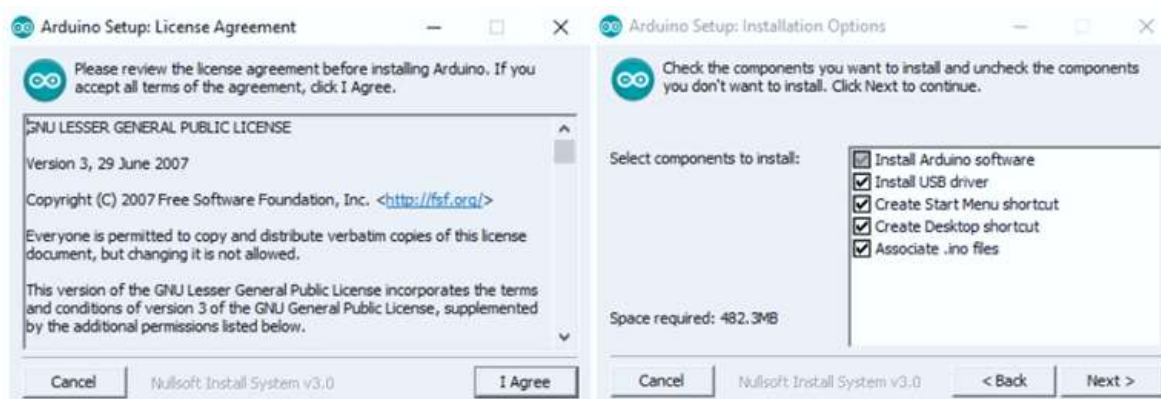 Arduino Setup: License Agreement
Please review the license agreement before installing Arduino. If you
accept all terms of the agreement, click I Agree.
GNU LESSER GENERAL PUBLIC LICENSE
Version 3, 29 June 2007
Copyright (C) 2007 Free Software Foundation, Inc. <http://fsf.org/>
Everyone is permitted to copy and distribute verbatim copies of this license
document, but changing it is not allowed.
This version of the GNU Lesser General Public License incorporates the terms
and conditions of version 3 of the GNU General Public License, supplemented
by the additional permissions listed below.
Cancel
Nullsoft Install System v3.0
I Agree
Arduino Setup: Installation Options
Check the components you want to install and uncheck the components
you don't want to install. Click Next to continue.
Select components to install:
Install Arduino software
Install USB driver
Create Start Menu shortcut
Create Desktop shortcut
Associate .ino files
Space required: 482.3MB
Cancel
Nullsoft Install System v3.0
< Back
Next >